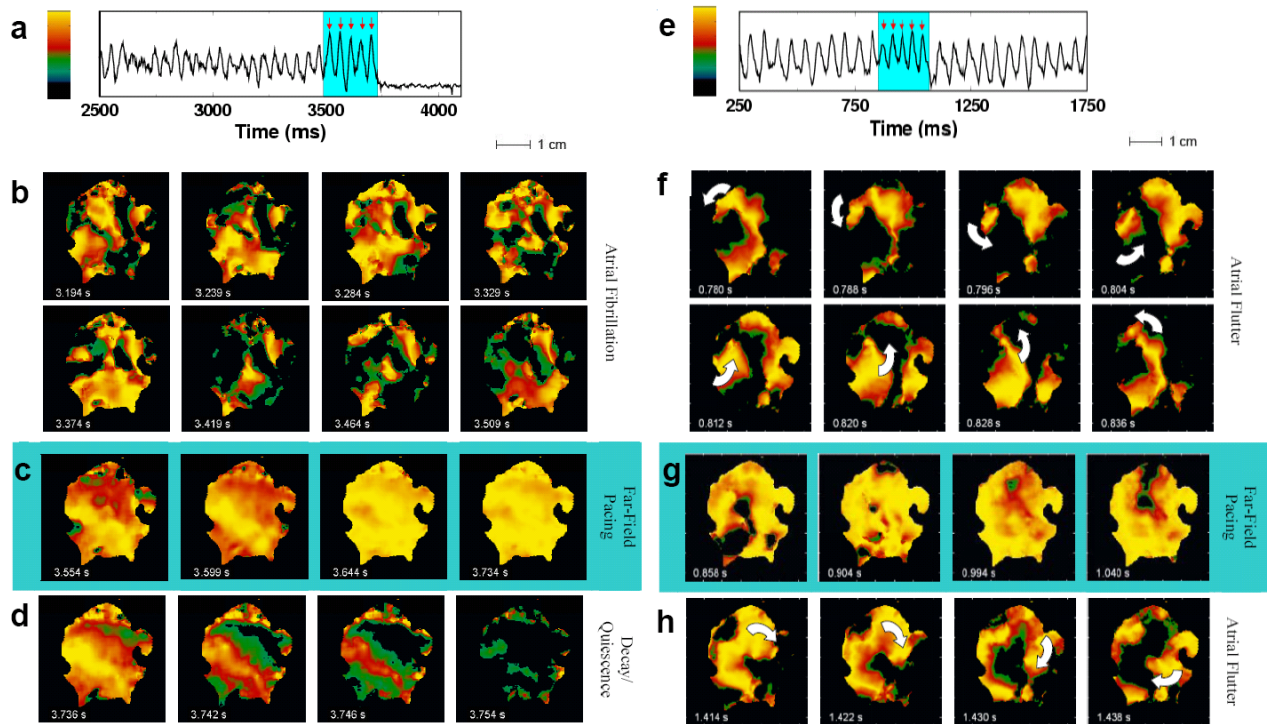 a
2500 3000 3500 4000
Time (ms)
1 cm
b
3.194 s 3.239 s 3.284 s 3.329 s
3.374 s 3.419 s 3.464 s 3.509 s
Atrial Fibrillation
c
3.554 s 3.599 s 3.644 s 3.734 s
Far-Field
Pacing
d
3.736 s 3.742 s 3.746 s 3.754 s
Decay/
Quiescence
e
250 750 1250 1750
Time (ms)
1 cm
f
0.780 s 0.788 s 0.796 s 0.804 s
0.812 s 0.820 s 0.828 s 0.836 s
Atrial Flutter
g
0.858 s 0.904 s 0.994 s 1.040 s
Far-Field
Pacing
h
1.414 s 1.422 s 1.430 s 1.438 s
Atrial Flutter